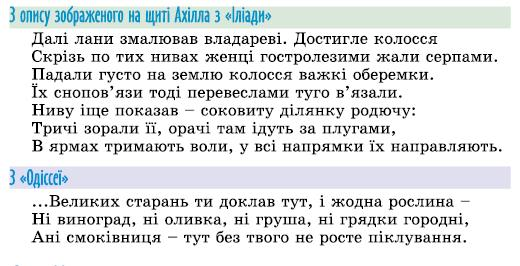 З опису зображеного на щиті Ахілла з «Іліади»
Далі лани змалював владареві. Достигле колосся
Скрізь по тих нивах женці гостролезими жали серпами.
Падали густо на землю колосся важкі оберемки.
Їх снопов’язи тоді перевеслами туго в’язали.
Ниву іще показав – соковиту ділянку родючу:
Тричі зорали її, орачі там ідуть за плугами,
В ярмах тримають воли, у всі напрямки їх направляють.
З «Одіссеї»
...Великих старань ти доклав тут, і жодна рослина –
Ні виноград, ні оливка, ні груша, ні грядки городні,
Ані смоківниця – тут без твого не росте піклування.